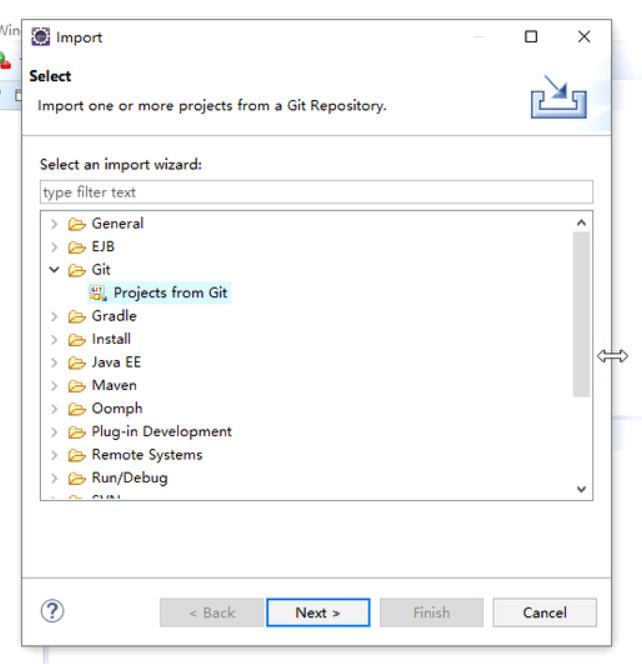 Win
Import
Select
Import one or more projects from a Git Repository.
Select an import wizard:
type filter text
General
EJB
Git
Projects from Git
Gradle
Install
Java EE
Maven
Oomph
Plug-in Development
Remote Systems
Run/Debug
SVN
< Back
Next >
Finish
Cancel